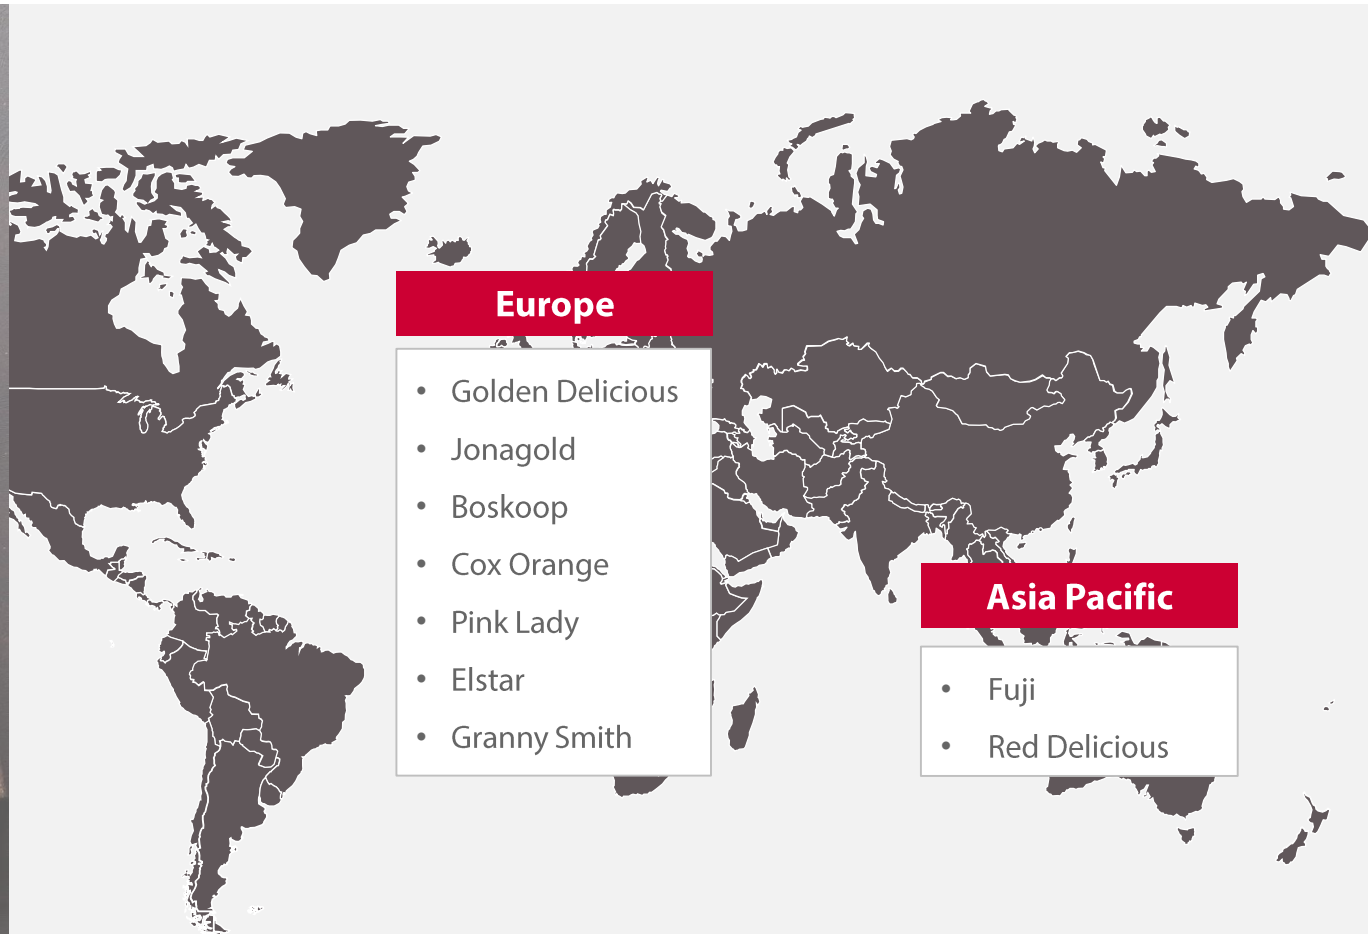 Europe
• Golden Delicious
• Jonagold
• Boskoop
• Cox Orange
• Pink Lady
• Elstar
• Granny Smith
Asia Pacific
• Fuji
• Red Delicious